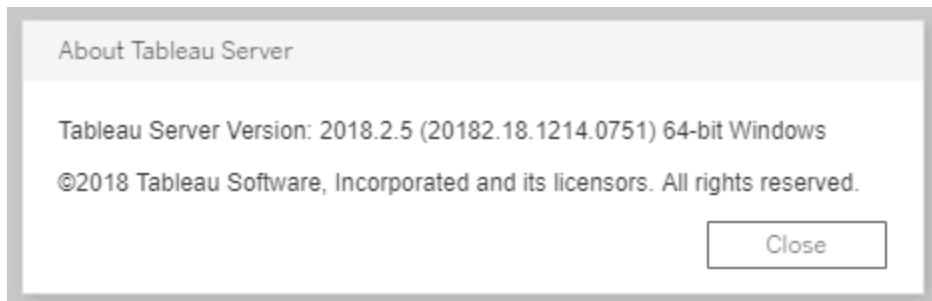 About Tableau Server
Tableau Server Version: 2018.2.5 (20182.18.1214.0751) 64-bit Windows
©2018 Tableau Software, Incorporated and its licensors. All rights reserved.
Close